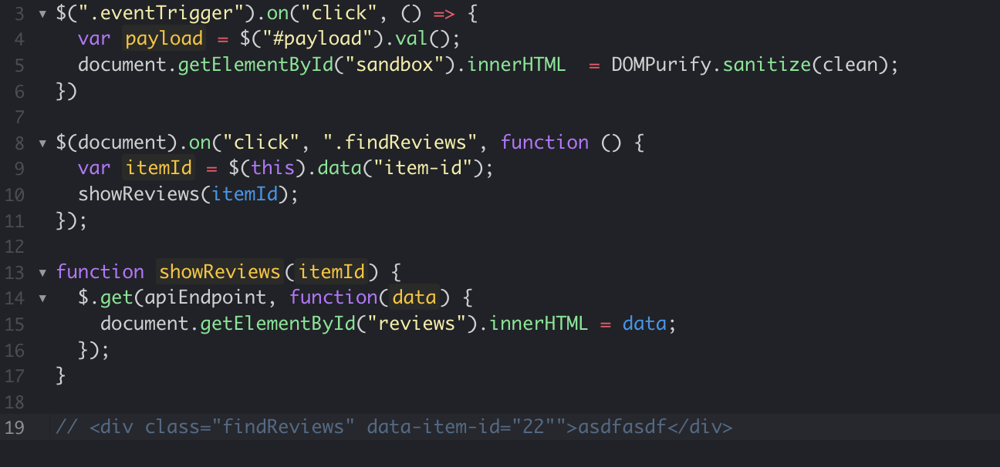 3 ▼ $(".eventTrigger").on("click", () => {
4 var payload = $("#payload").val();
5 document.getElementById("sandbox").innerHTML  = DOMPurify.sanitize(clean);
6 })
7
8 ▼ $(document).on("click", ".findReviews", function () {
9 var itemId = $(this).data("item-id");
10 showReviews(itemId);
11 });
12
13 ▼ function showReviews(itemId) {
14 ▼ $.get(apiEndpoint, function(data) {
15 document.getElementById("reviews").innerHTML = data;
16 });
17 }
18
19 // <div class="findReviews" data-item-id="22"">asdfasdf</div>